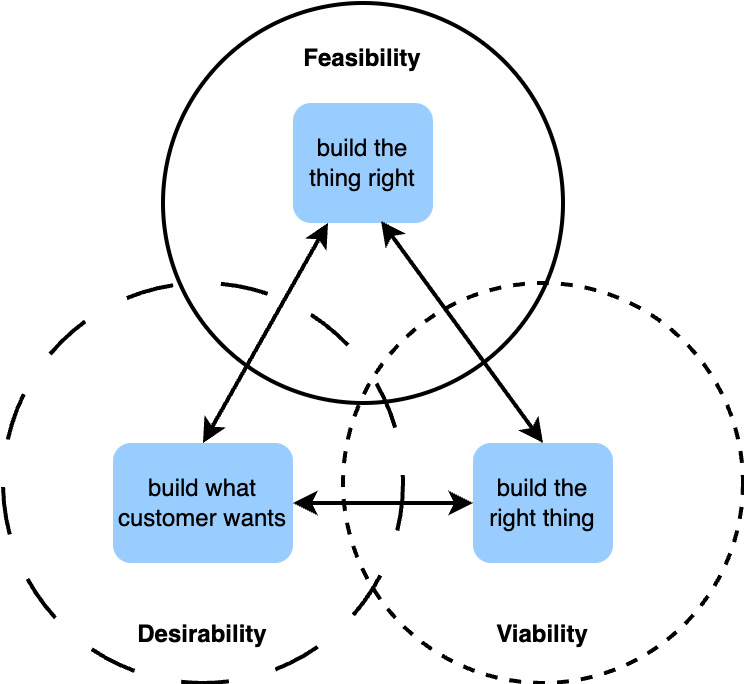 Feasibility
build the
thing right
build what
customer wants
build the
right thing
Desirability
Viability